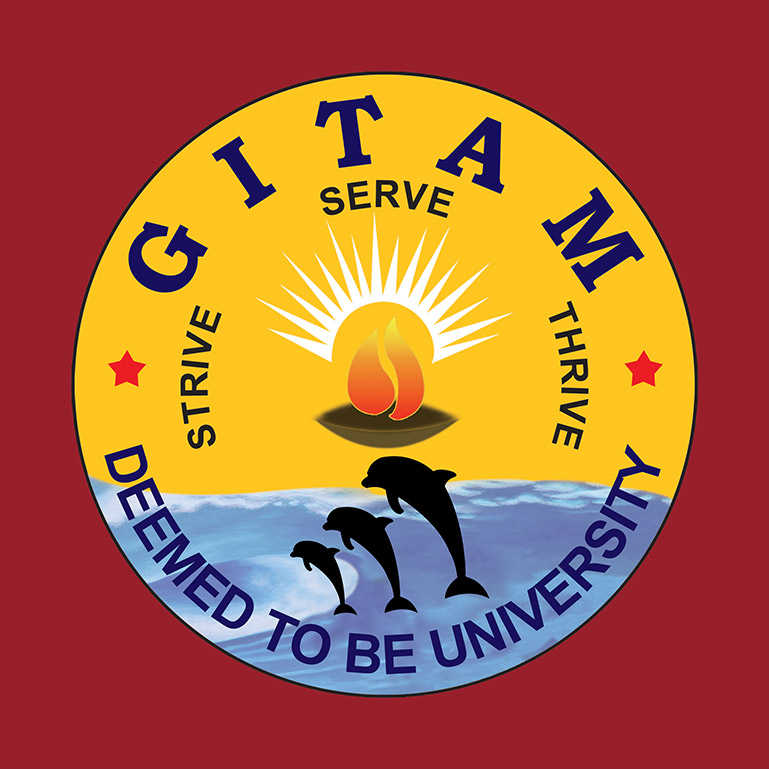 GITAM
STRIVE
SERVE
THRIVE
DEEMED TO BE UNIVERSITY